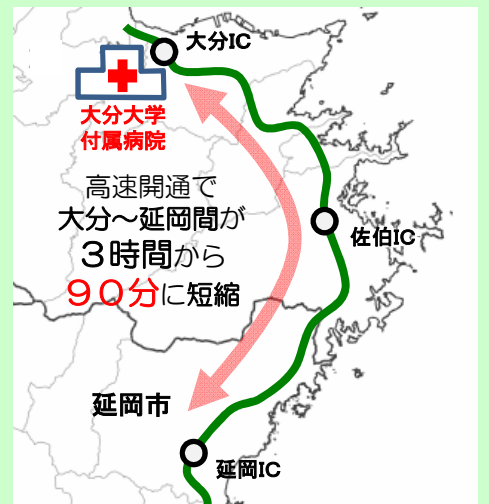 大分IC
大分大学
付属病院
高速開通で
大分～延岡間が
３時間から
９０分に短縮
佐伯IC
延岡市
延岡IC